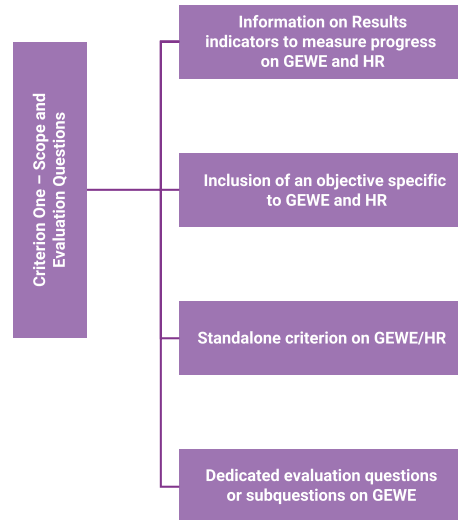 Criterion One – Scope and
Evaluation Questions
Information on Results
indicators to measure progress
on GEWE and HR
Inclusion of an objective specific
to GEWE and HR
Standalone criterion on GEWE/HR
Dedicated evaluation questions
or subquestions on GEWE